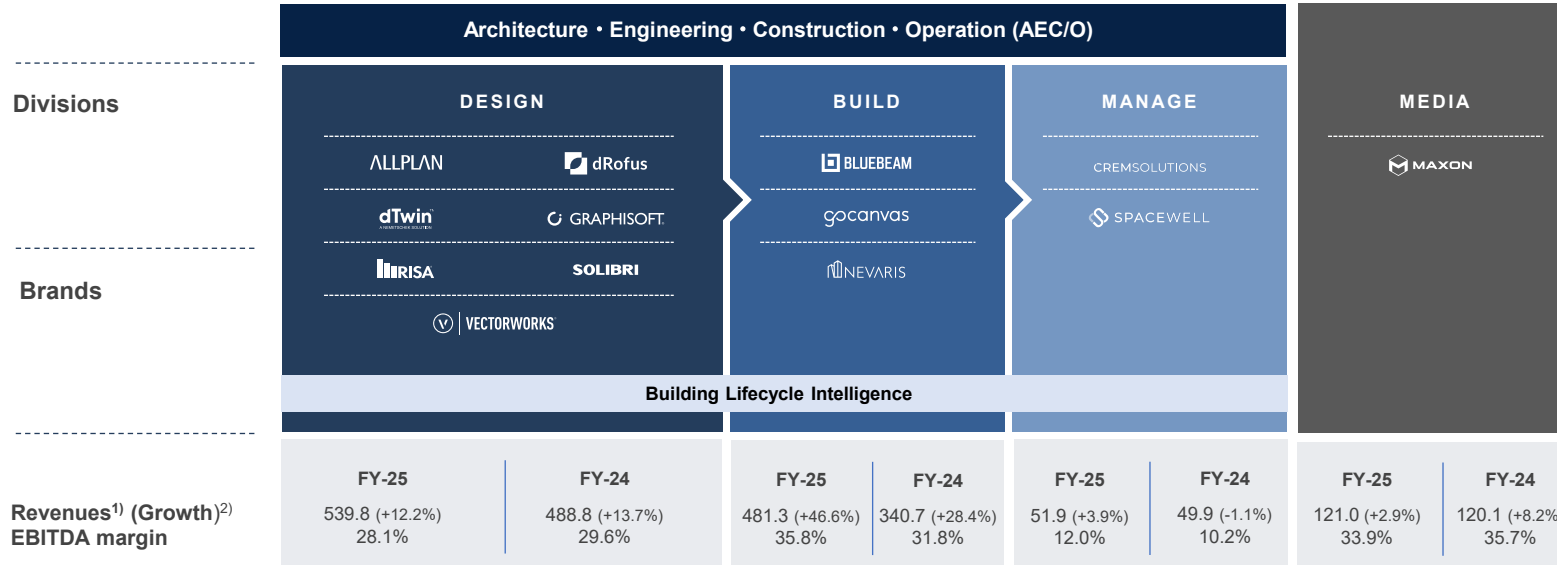 Architecture • Engineering • Construction • Operation (AEC/O)
Divisions
DESIGN
BUILD
MANAGE
MEDIA
ALLPLAN
dRofus
BLUEBEAM
CREMSOLUTIONS
MAXON
dTwin
A NEMETSCHEK SOLUTION
GRAPHISOFT
gocanvas
SPACEWELL
Brands
RISA
SOLIBRI
NEVARIS
VECTORWORKS
Building Lifecycle Intelligence
Revenues1) (Growth)2)
EBITDA margin
FY-25
539.8 (+12.2%)
28.1%
FY-24
488.8 (+13.7%)
29.6%
FY-25
481.3 (+46.6%)
35.8%
FY-24
340.7 (+28.4%)
31.8%
FY-25
51.9 (+3.9%)
12.0%
FY-24
49.9 (-1.1%)
10.2%
FY-25
121.0 (+2.9%)
33.9%
FY-24
120.1 (+8.2%
35.7%